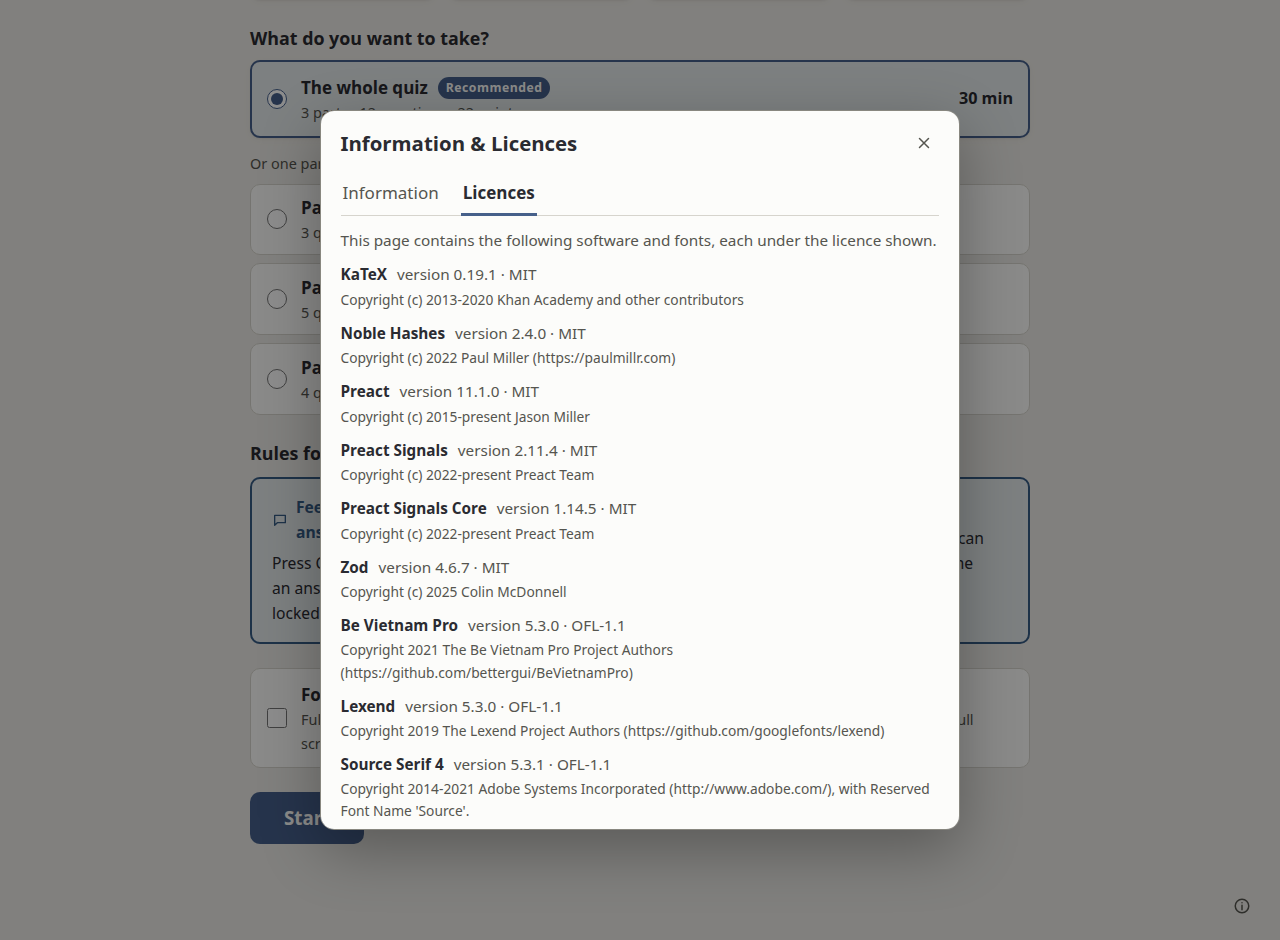 What do you want to take?
The whole quiz Recommended
30 min
Or one
Information & Licences
Information Licences
This page contains the following software and fonts, each under the licence shown.
KaTeX version 0.19.1 · MIT
Copyright (c) 2013-2020 Khan Academy and other contributors
Noble Hashes version 2.4.0 · MIT
Copyright (c) 2022 Paul Miller (https://paulmillr.com)
Preact version 11.1.0 · MIT
Copyright (c) 2015-present Jason Miller
Preact Signals version 2.11.4 · MIT
Copyright (c) 2022-present Preact Team
Preact Signals Core version 1.14.5 · MIT
Copyright (c) 2022-present Preact Team
Zod version 4.6.7 · MIT
Copyright (c) 2025 Colin McDonnell
Be Vietnam Pro version 5.3.0 · OFL-1.1
Copyright 2021 The Be Vietnam Pro Project Authors
(https://github.com/bettergui/BeVietnamPro)
Lexend version 5.3.0 · OFL-1.1
Copyright 2019 The Lexend Project Authors (https://github.com/googlefonts/lexend)
Source Serif 4 version 5.3.1 · OFL-1.1
Copyright 2014-2021 Adobe Systems Incorporated (http://www.adobe.com/), with Reserved
Font Name 'Source'.
Rules
can
Press
an
locked